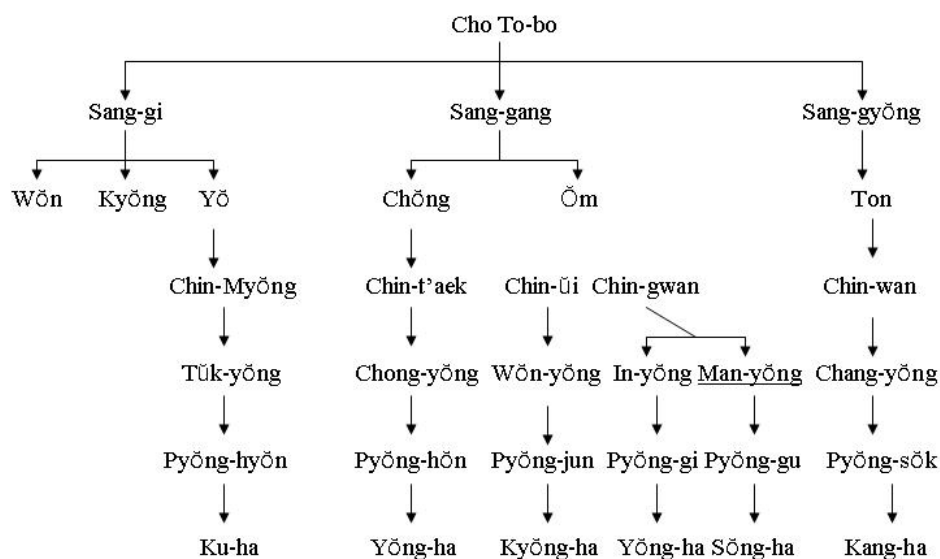 Cho To-bo
Sang-gi Sang-gang Sang-gyŏng
Wŏn Kyŏng Yŏ Chŏng Ŏm Ton
Chin-Myŏng Chin-t’aek Chin-ŭi Chin-gwan Chin-wan
Tŭk-yŏng Chong-yŏng Wŏn-yŏng In-yŏng Man-yŏng Chang-yŏng
Pyŏng-hyŏn Pyŏng-hŏn Pyŏng-jun Pyŏng-gi Pyŏng-gu Pyŏng-sŏk
Ku-ha Yŏng-ha Kyŏng-ha Yŏng-ha Sŏng-ha Kang-ha